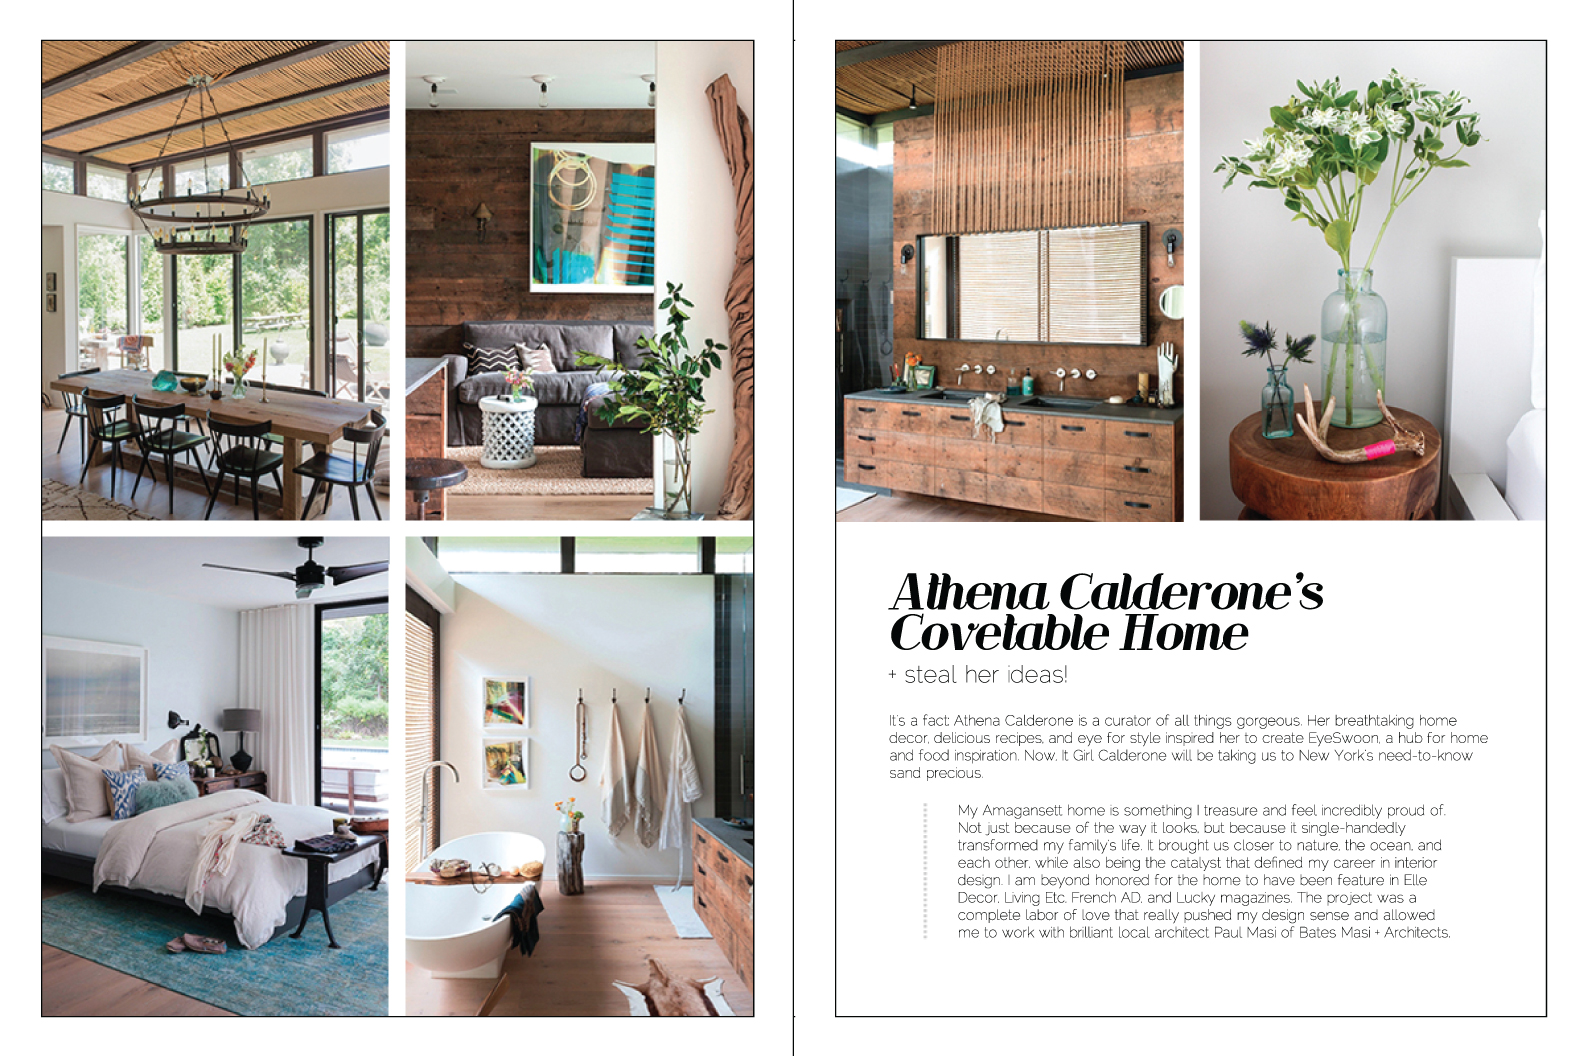 Athena Calderone's
Covetable Home
+ steal her ideas!
It's a fact: Athena Calderone is a curator of all things gorgeous. Her breathtaking home
decor, delicious recipes, and eye for style inspired her to create EyeSwoon, a hub for home
and food inspiration. Now, It Girl Calderone will be taking us to New York's need-to-know
sand precious.
My Amagansett home is something I treasure and feel incredibly proud of.
Not just because of the way it looks, but because it single-handedly
transformed my family's life. It brought us closer to nature, the ocean, and
each other, while also being the catalyst that defined my career in interior
design. I am beyond honored for the home to have been feature in Elle
Decor, Living Etc, French AD, and Lucky magazines. The project was a
complete labor of love that really pushed my design sense and allowed
me to work with brilliant local architect Paul Masi of Bates Masi + Architects.